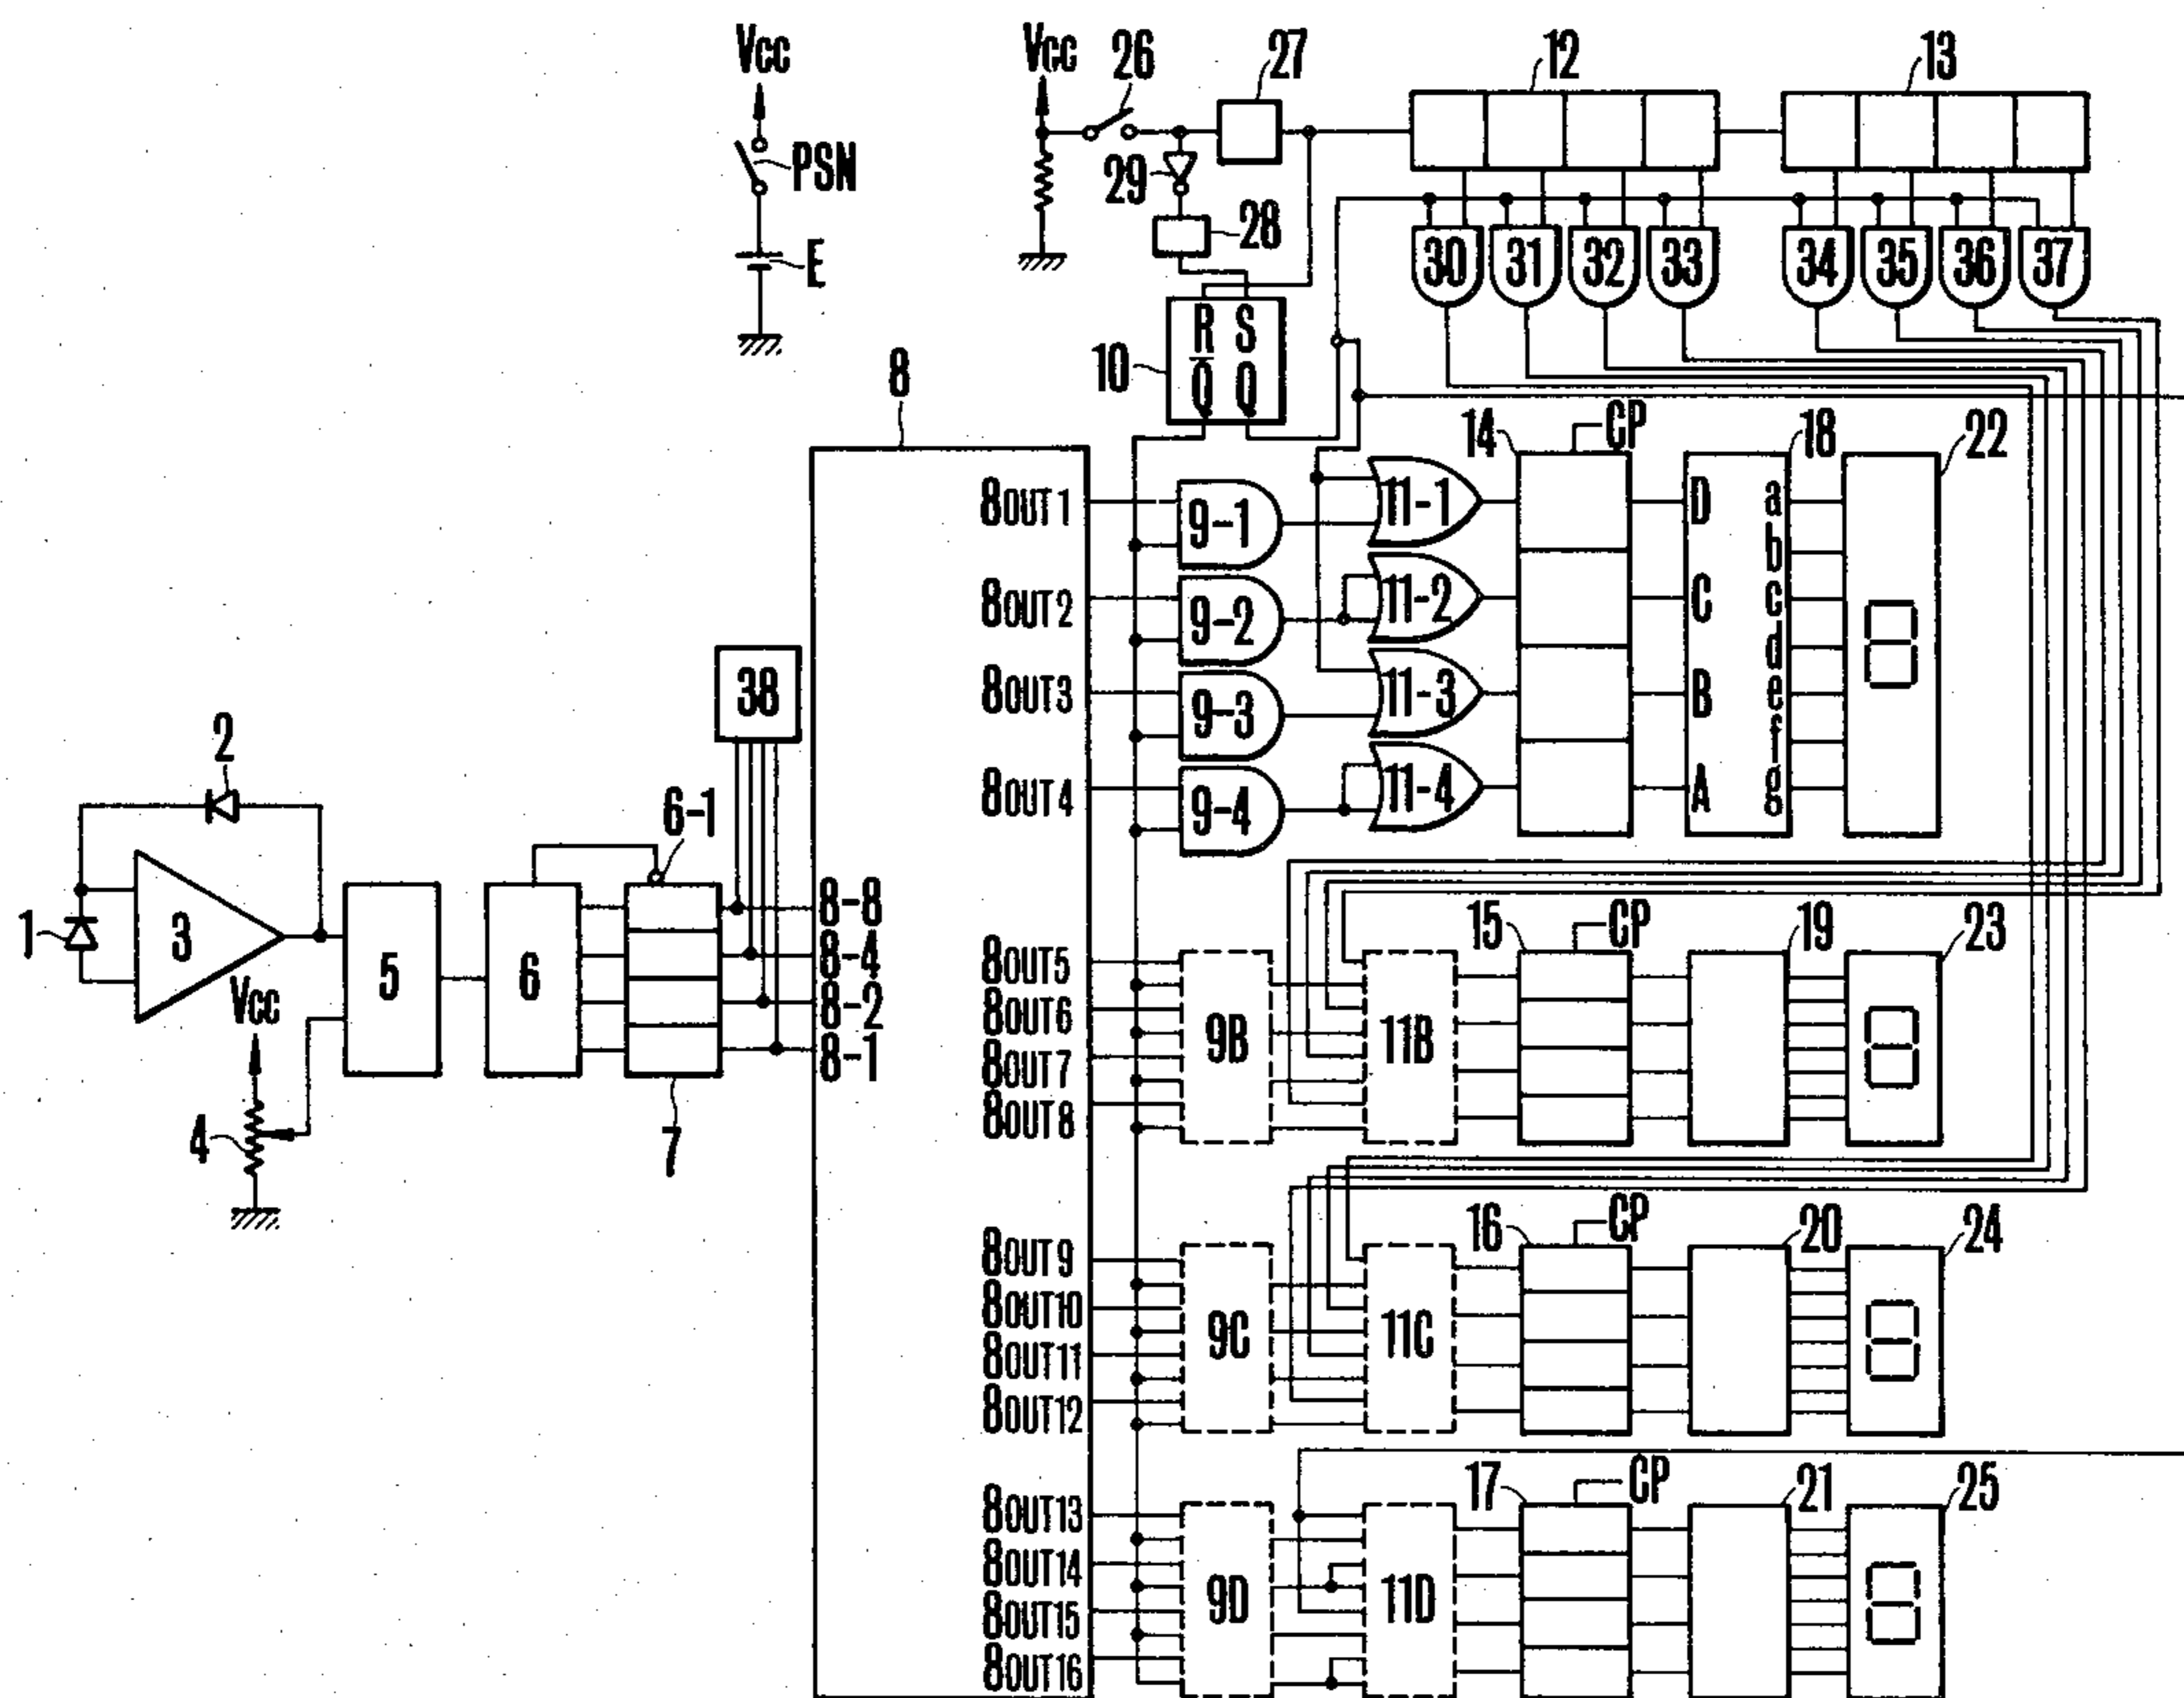 Vcc
PSN
E
Vcc
26
27
29
28
12
13
30
31
32
33
34
35
36
37
10
R S
Q̅ Q
8
8OUT1
8OUT2
8OUT3
8OUT4
9-1
9-2
9-3
9-4
11-1
11-2
11-3
11-4
14
CP
18
22
D
C
B
A
a
b
c
d
e
f
g
38
2
1
3
Vcc
4
5
6
6-1
7
8-8
8-4
8-2
8-1
8OUT5
8OUT6
8OUT7
8OUT8
9B
11B
15
CP
19
23
8OUT9
8OUT10
8OUT11
8OUT12
9C
11C
16
CP
20
24
8OUT13
8OUT14
8OUT15
8OUT16
9D
11D
17
CP
21
25